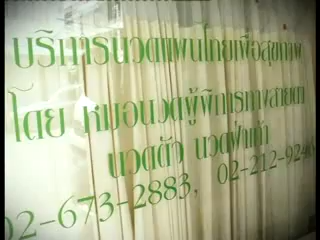 บริการนวดแผนไทยเพื่อสุขภาพ
โดย หมอนวดผู้พิการทางสายตา
นวดตัว นวดฝ่าเท้า
02-673-2883,